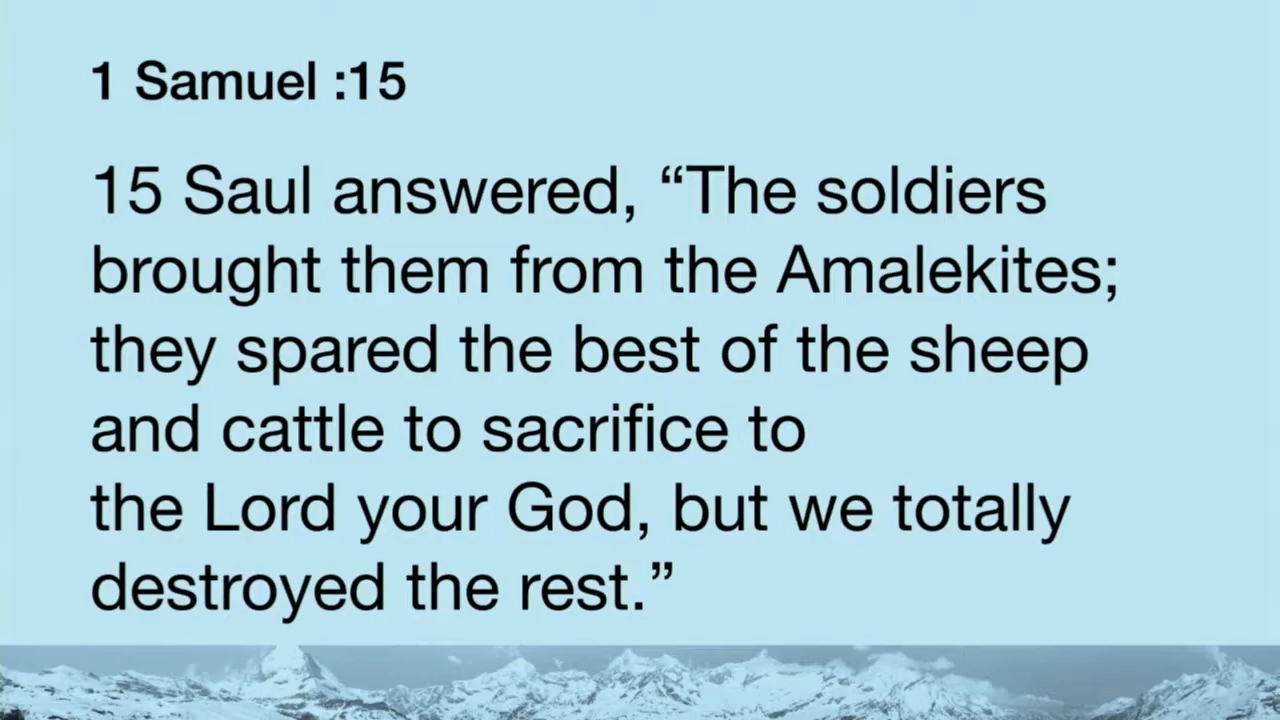 1 Samuel :15
15 Saul answered, “The soldiers
brought them from the Amalekites;
they spared the best of the sheep
and cattle to sacrifice to
the Lord your God, but we totally
destroyed the rest.”